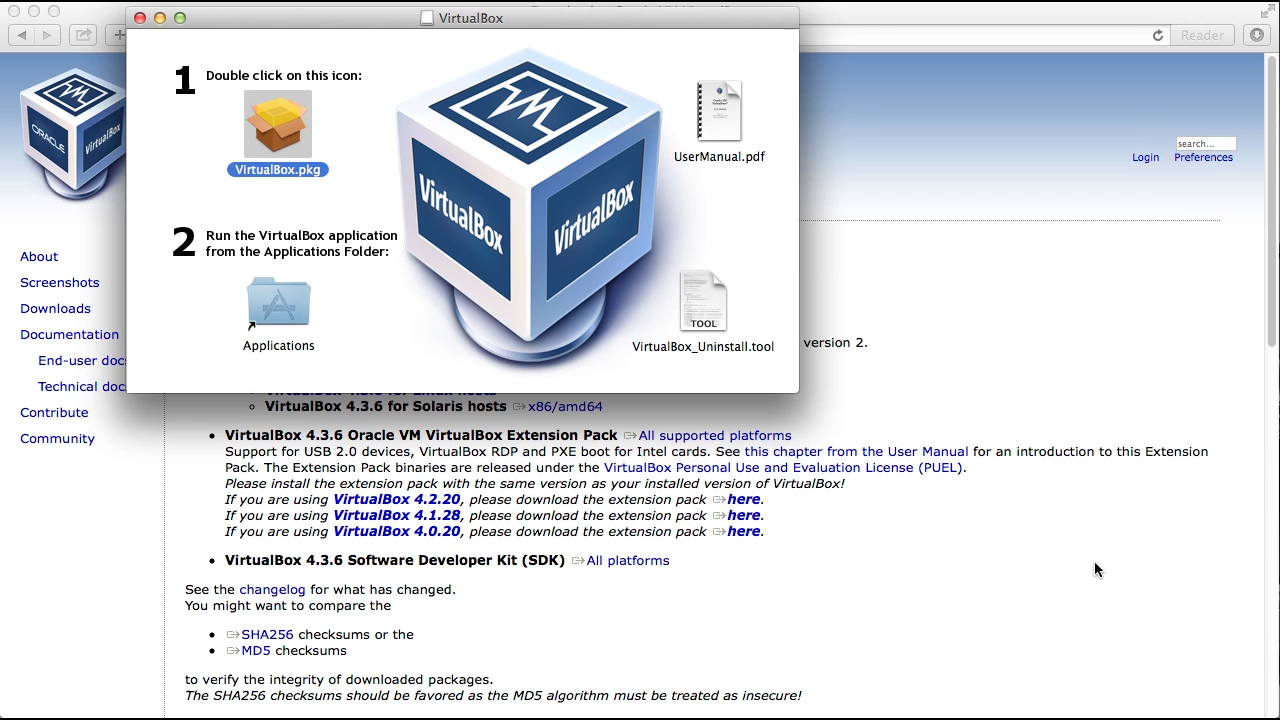 VirtualBox
Reader
1 Double click on this icon:
VirtualBox.pkg
2 Run the VirtualBox application
from the Applications Folder:
Applications
VirtualBox
VirtualBox
UserManual.pdf
TOOL
VirtualBox_Uninstall.tool
ORACLE
VirtualBox
search...
Login
Preferences
About
Screenshots
Downloads
Documentation
End-user docs
Technical doc
Contribute
Community
version 2.
VirtualBox 4.3.6 for Solaris hosts x86/amd64
VirtualBox 4.3.6 Oracle VM VirtualBox Extension Pack All supported platforms
Support for USB 2.0 devices, VirtualBox RDP and PXE boot for Intel cards. See this chapter from the User Manual for an introduction to this Extension
Pack. The Extension Pack binaries are released under the VirtualBox Personal Use and Evaluation License (PUEL).
Please install the extension pack with the same version as your installed version of VirtualBox!
If you are using VirtualBox 4.2.20, please download the extension pack here.
If you are using VirtualBox 4.1.28, please download the extension pack here.
If you are using VirtualBox 4.0.20, please download the extension pack here.
VirtualBox 4.3.6 Software Developer Kit (SDK) All platforms
See the changelog for what has changed.
You might want to compare the
SHA256 checksums or the
MD5 checksums
to verify the integrity of downloaded packages.
The SHA256 checksums should be favored as the MD5 algorithm must be treated as insecure!